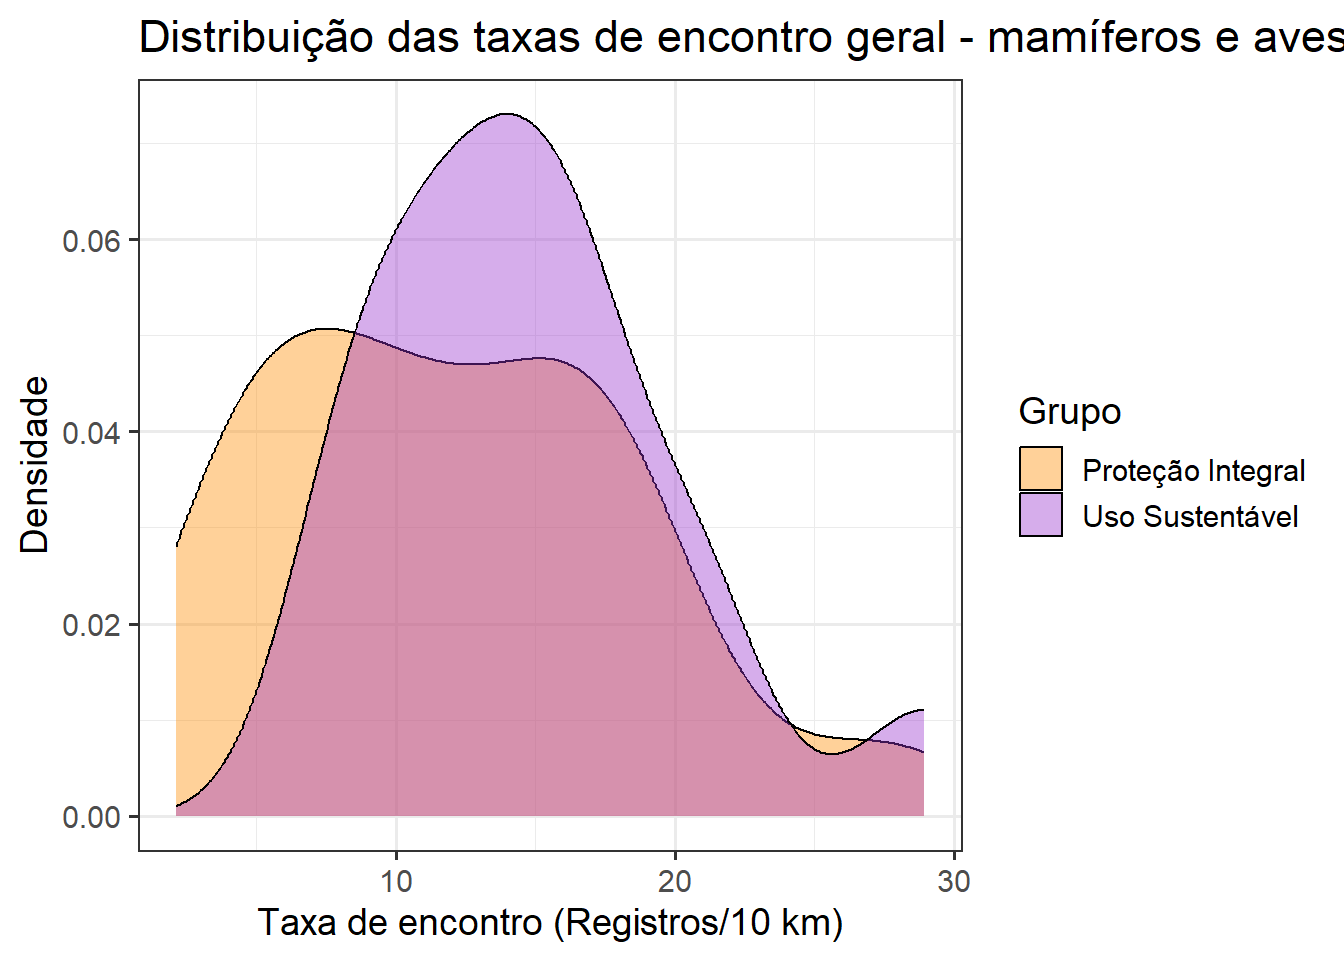 Distribuição das taxas de encontro geral - mamíferos e aves
Densidade
0.06
0.04
0.02
0.00
10
20
30
Taxa de encontro (Registros/10 km)
Grupo
Proteção Integral
Uso Sustentável